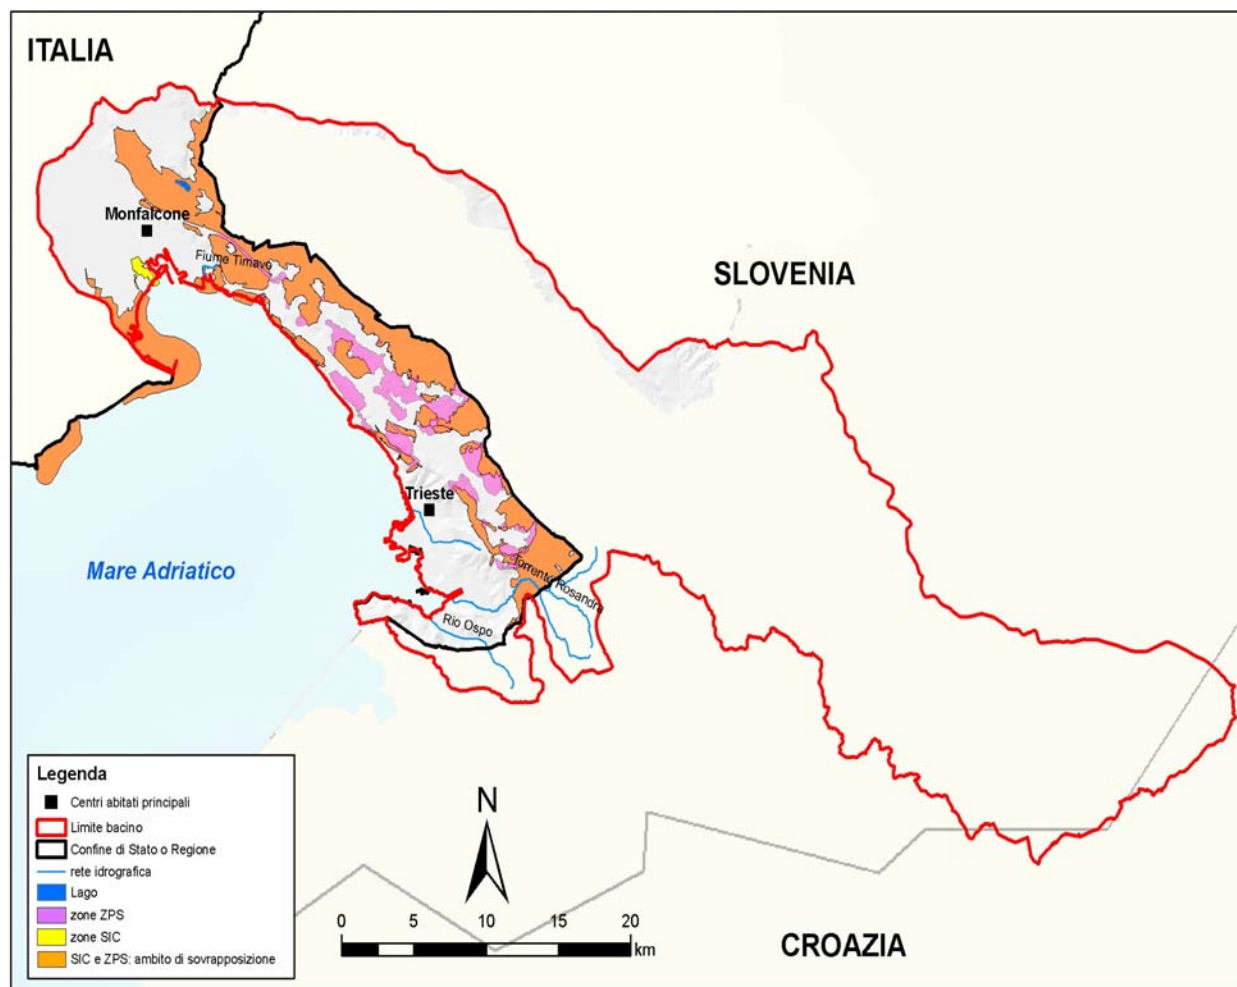 ITALIA
Monfalcone
Fiume Timavo
SLOVENIA
Trieste
Mare Adriatico
Torrente Rosandra
Rio Ospo
Legenda
Centri abitati principali
Limite bacino
Confine di Stato o Regione
rete idrografica
Lago
zone ZPS
zone SIC
SIC e ZPS: ambito di sovrapposizione
N
0 5 10 15 20
km
CROAZIA